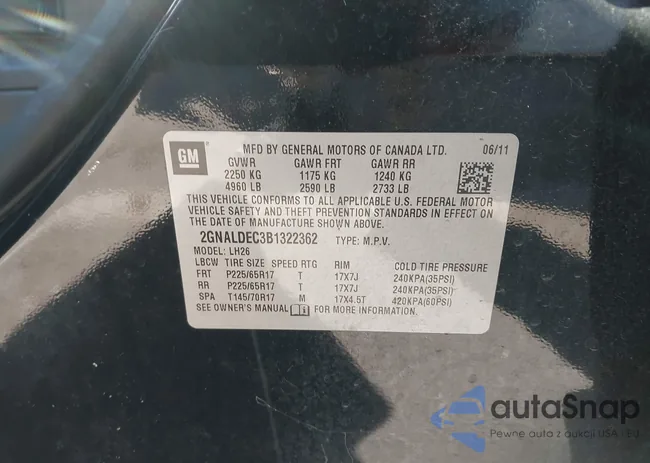 GM
MFD BY GENERAL MOTORS OF CANADA LTD. 06/11
GVWR GAWR FRT GAWR RR
2250 KG 1175 KG 1240 KG
4960 LB 2590 LB 2733 LB
THIS VEHICLE CONFORMS TO ALL APPLICABLE U.S. FEDERAL MOTOR
VEHICLE SAFETY AND THEFT PREVENTION STANDARDS IN EFFECT ON
THE DATE OF MANUFACTURE SHOWN ABOVE.
2GNALDEC3B1322362 TYPE: M.P.V.
MODEL: LH26
LBCW TIRE SIZE SPEED RTG RIM COLD TIRE PRESSURE
FRT P225/65R17 T 17X7J 240KPA(35PSI)
RR P225/65R17 T 17X7J 240KPA(35PSI)
SPA T145/70R17 M 17X4.5T 420KPA(60PSI)
SEE OWNER'S MANUAL FOR MORE INFORMATION.
autaSnap
Pewne auta z aukcji USA - EU